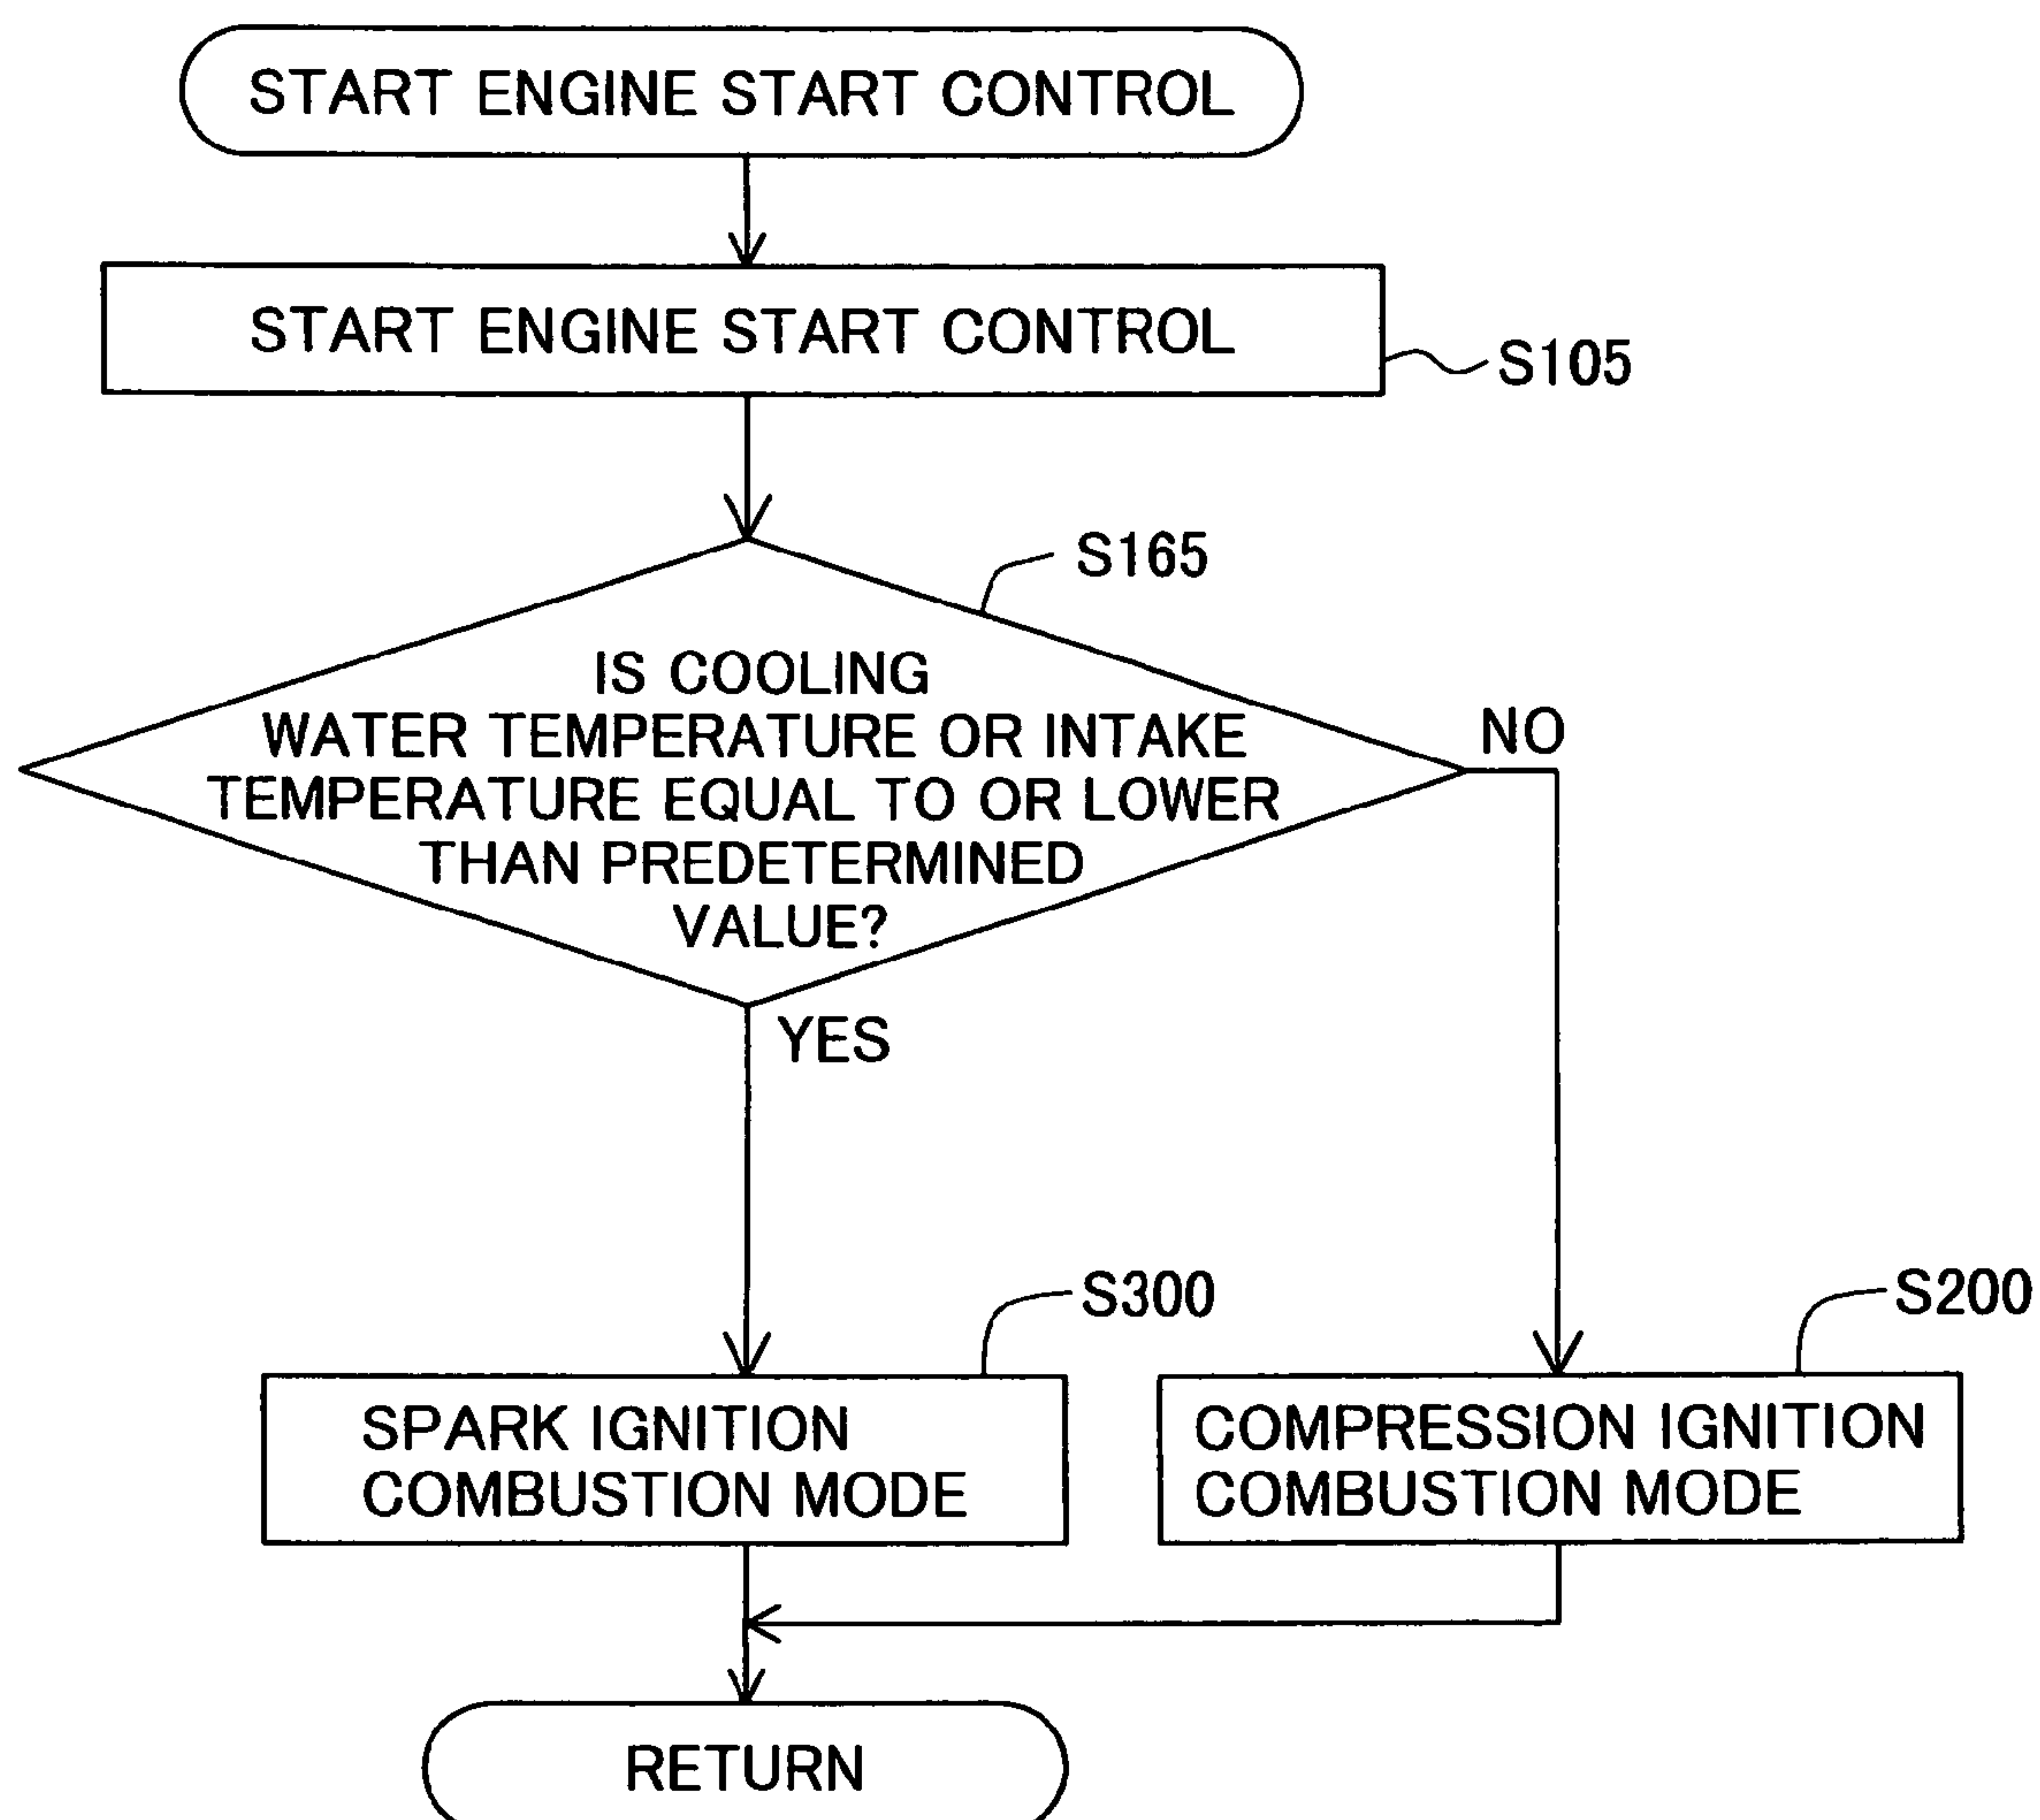 START ENGINE START CONTROL
START ENGINE START CONTROL
S105
S165
IS COOLING
WATER TEMPERATURE OR INTAKE
TEMPERATURE EQUAL TO OR LOWER
THAN PREDETERMINED
VALUE?
NO
YES
S300
SPARK IGNITION
COMBUSTION MODE
S200
COMPRESSION IGNITION
COMBUSTION MODE
RETURN